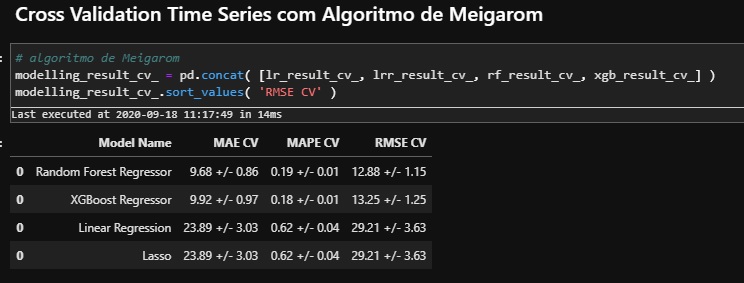 Cross Validation Time Series com Algoritmo de Meigarom
# algoritmo de Meigarom
modelling_result_cv_ = pd.concat( [lr_result_cv_, lrr_result_cv_, rf_result_cv_, xgb_result_cv_] )
modelling_result_cv_.sort_values( 'RMSE CV' )
Last executed at 2020-09-18 11:17:49 in 14ms
Model Name MAE CV MAPE CV RMSE CV
0 Random Forest Regressor 9.68 +/- 0.86 0.19 +/- 0.01 12.88 +/- 1.15
0 XGBoost Regressor 9.92 +/- 0.97 0.18 +/- 0.01 13.25 +/- 1.25
0 Linear Regression 23.89 +/- 3.03 0.62 +/- 0.04 29.21 +/- 3.63
0 Lasso 23.89 +/- 3.03 0.62 +/- 0.04 29.21 +/- 3.63